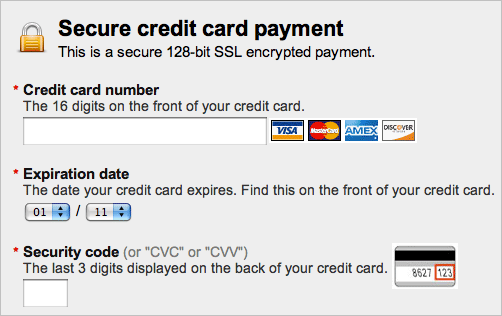 Secure credit card payment
This is a secure 128-bit SSL encrypted payment.
* Credit card number
The 16 digits on the front of your credit card.
VISA MasterCard AMEX DISCOVER
* Expiration date
The date your credit card expires. Find this on the front of your credit card.
01 / 11
* Security code (or "CVC" or "CVV")
The last 3 digits displayed on the back of your credit card.
8627 123